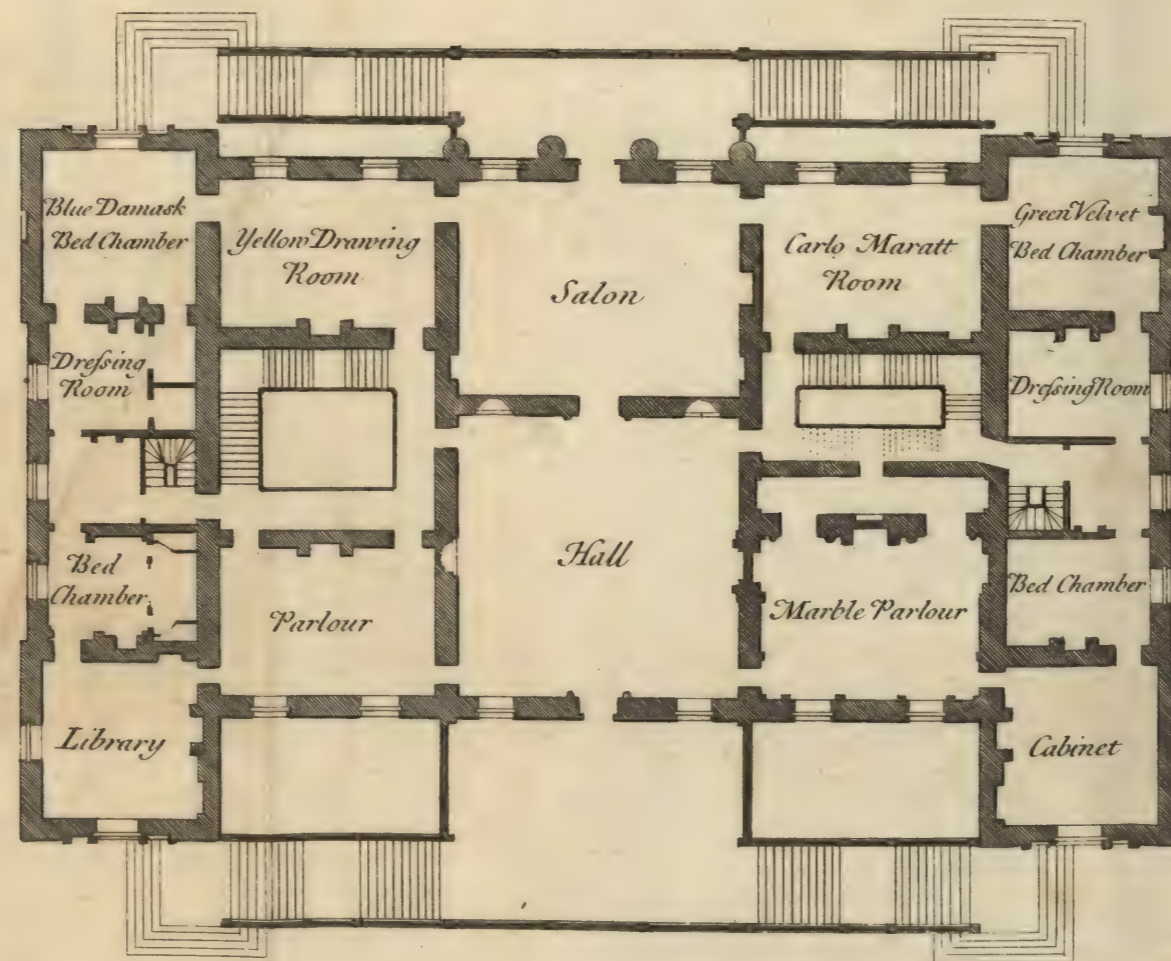 Blue Damask
Bed Chamber
Yellow Drawing
Room
Salon
Carlo Maratt
Room
Green Velvet
Bed Chamber
Dreſsing
Room
Dreſsing Room
Bed
Chamber
Parlour
Hall
Marble Parlour
Bed Chamber
Library
Cabinet